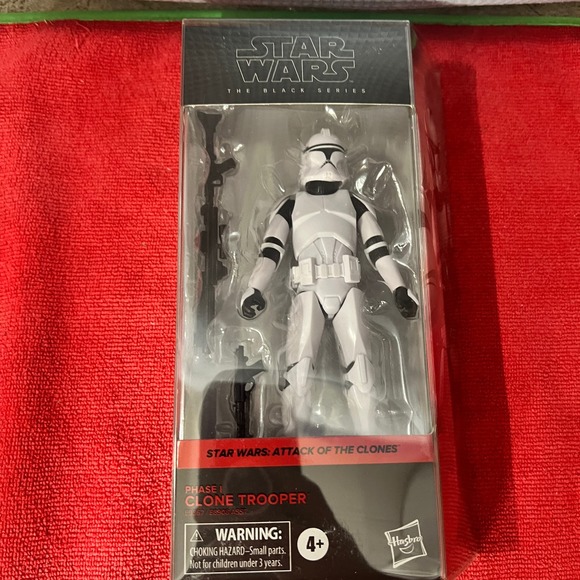 STAR
WARS
THE BLACK SERIES
STAR WARS: ATTACK OF THE CLONES
PHASE I
CLONE TROOPER
WARNING:
CHOKING HAZARD–Small parts.
Not for children under 3 years.
4+
Hasbro